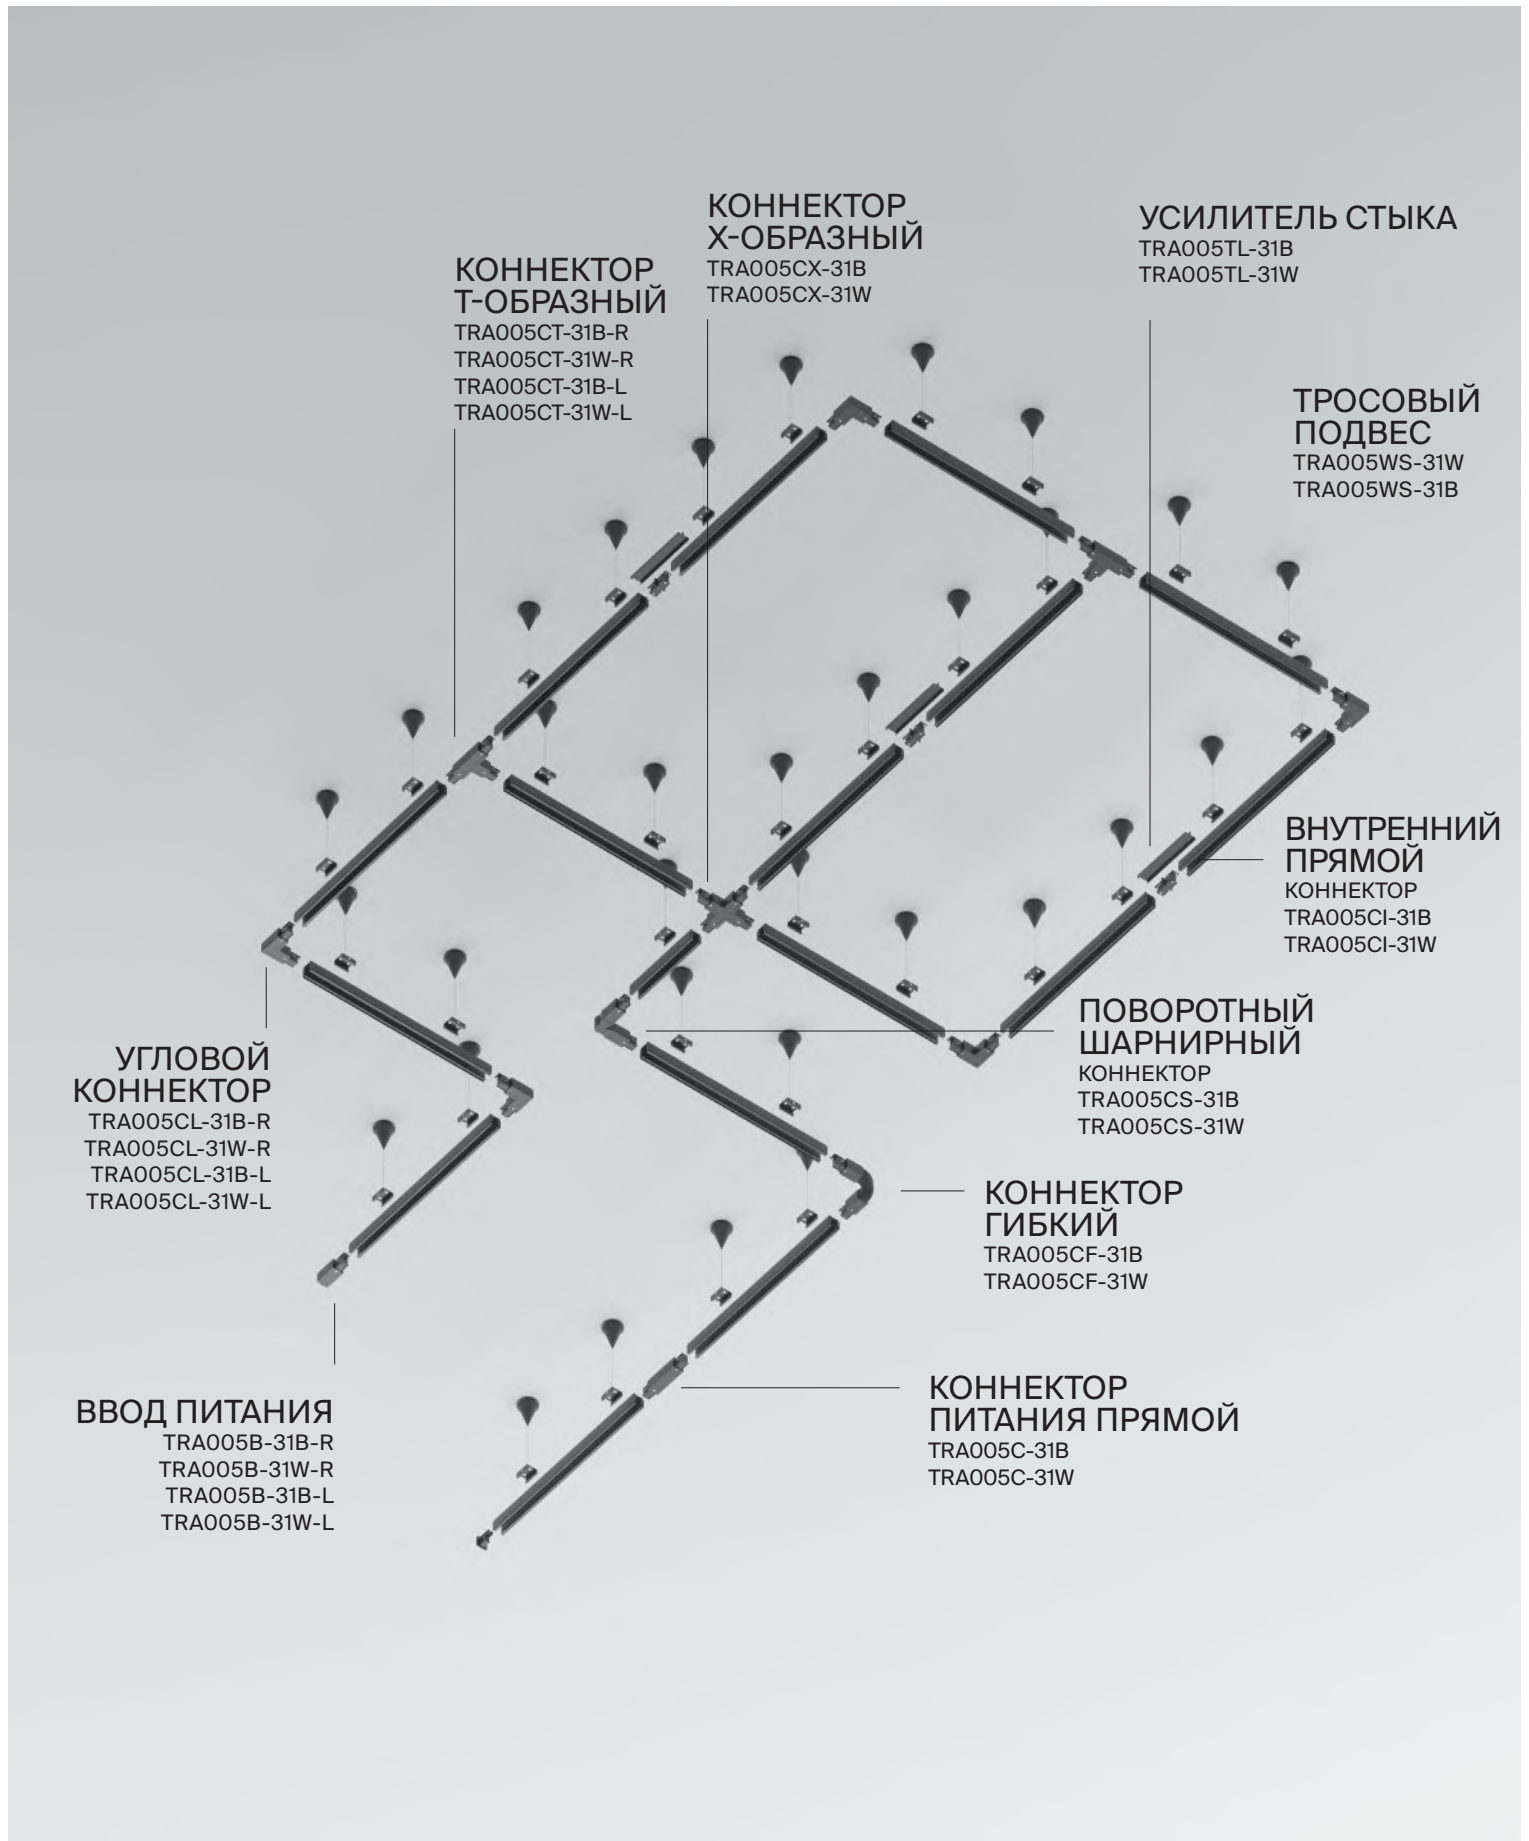 КОННЕКТОР
Х-ОБРАЗНЫЙ
TRA005CX-31B
TRA005CX-31W
УСИЛИТЕЛЬ СТЫКА
TRA005TL-31B
TRA005TL-31W
КОННЕКТОР
Т-ОБРАЗНЫЙ
TRA005CT-31B-R
TRA005CT-31W-R
TRA005CT-31B-L
TRA005CT-31W-L
ТРОСОВЫЙ
ПОДВЕС
TRA005WS-31W
TRA005WS-31B
ВНУТРЕННИЙ
ПРЯМОЙ
КОННЕКТОР
TRA005CI-31B
TRA005CI-31W
ПОВОРОТНЫЙ
ШАРНИРНЫЙ
КОННЕКТОР
TRA005CS-31B
TRA005CS-31W
УГЛОВОЙ
КОННЕКТОР
TRA005CL-31B-R
TRA005CL-31W-R
TRA005CL-31B-L
TRA005CL-31W-L
КОННЕКТОР
ГИБКИЙ
TRA005CF-31B
TRA005CF-31W
КОННЕКТОР
ПИТАНИЯ ПРЯМОЙ
TRA005C-31B
TRA005C-31W
ВВОД ПИТАНИЯ
TRA005B-31B-R
TRA005B-31W-R
TRA005B-31B-L
TRA005B-31W-L